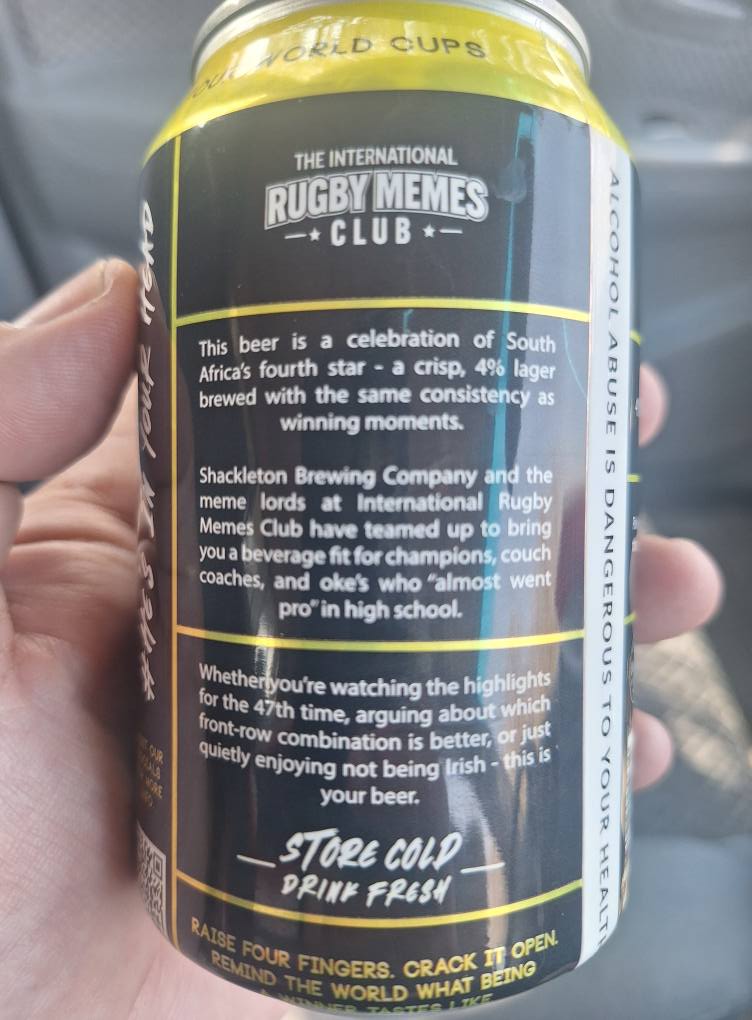 OUR WORLD CUPS
THE INTERNATIONAL
RUGBY MEMES
CLUB
This beer is a celebration of South
Africa's fourth star - a crisp, 4% lager
brewed with the same consistency as
winning moments.
Shackleton Brewing Company and the
meme lords at International Rugby
Memes Club have teamed up to bring
you a beverage fit for champions, couch
coaches, and oke's who "almost went
pro" in high school.
Whether you're watching the highlights
for the 47th time, arguing about which
front-row combination is better, or just
quietly enjoying not being Irish - this is
your beer.
STORE COLD
DRINK FRESH
RAISE FOUR FINGERS. CRACK IT OPEN.
REMIND THE WORLD WHAT BEING
WINNER TASTES LIKE
ALCOHOL ABUSE IS DANGEROUS TO YOUR HEALT
IN YOUR HEAD